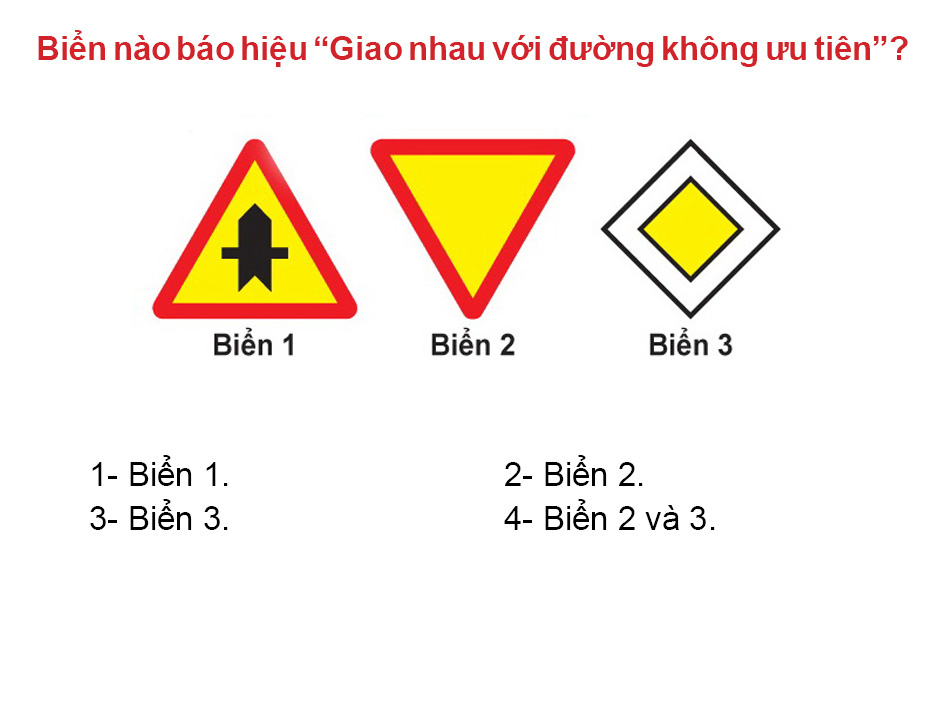 Biển nào báo hiệu “Giao nhau với đường không ưu tiên”?
Biển 1 Biển 2 Biển 3
1- Biển 1. 2- Biển 2.
3- Biển 3. 4- Biển 2 và 3.